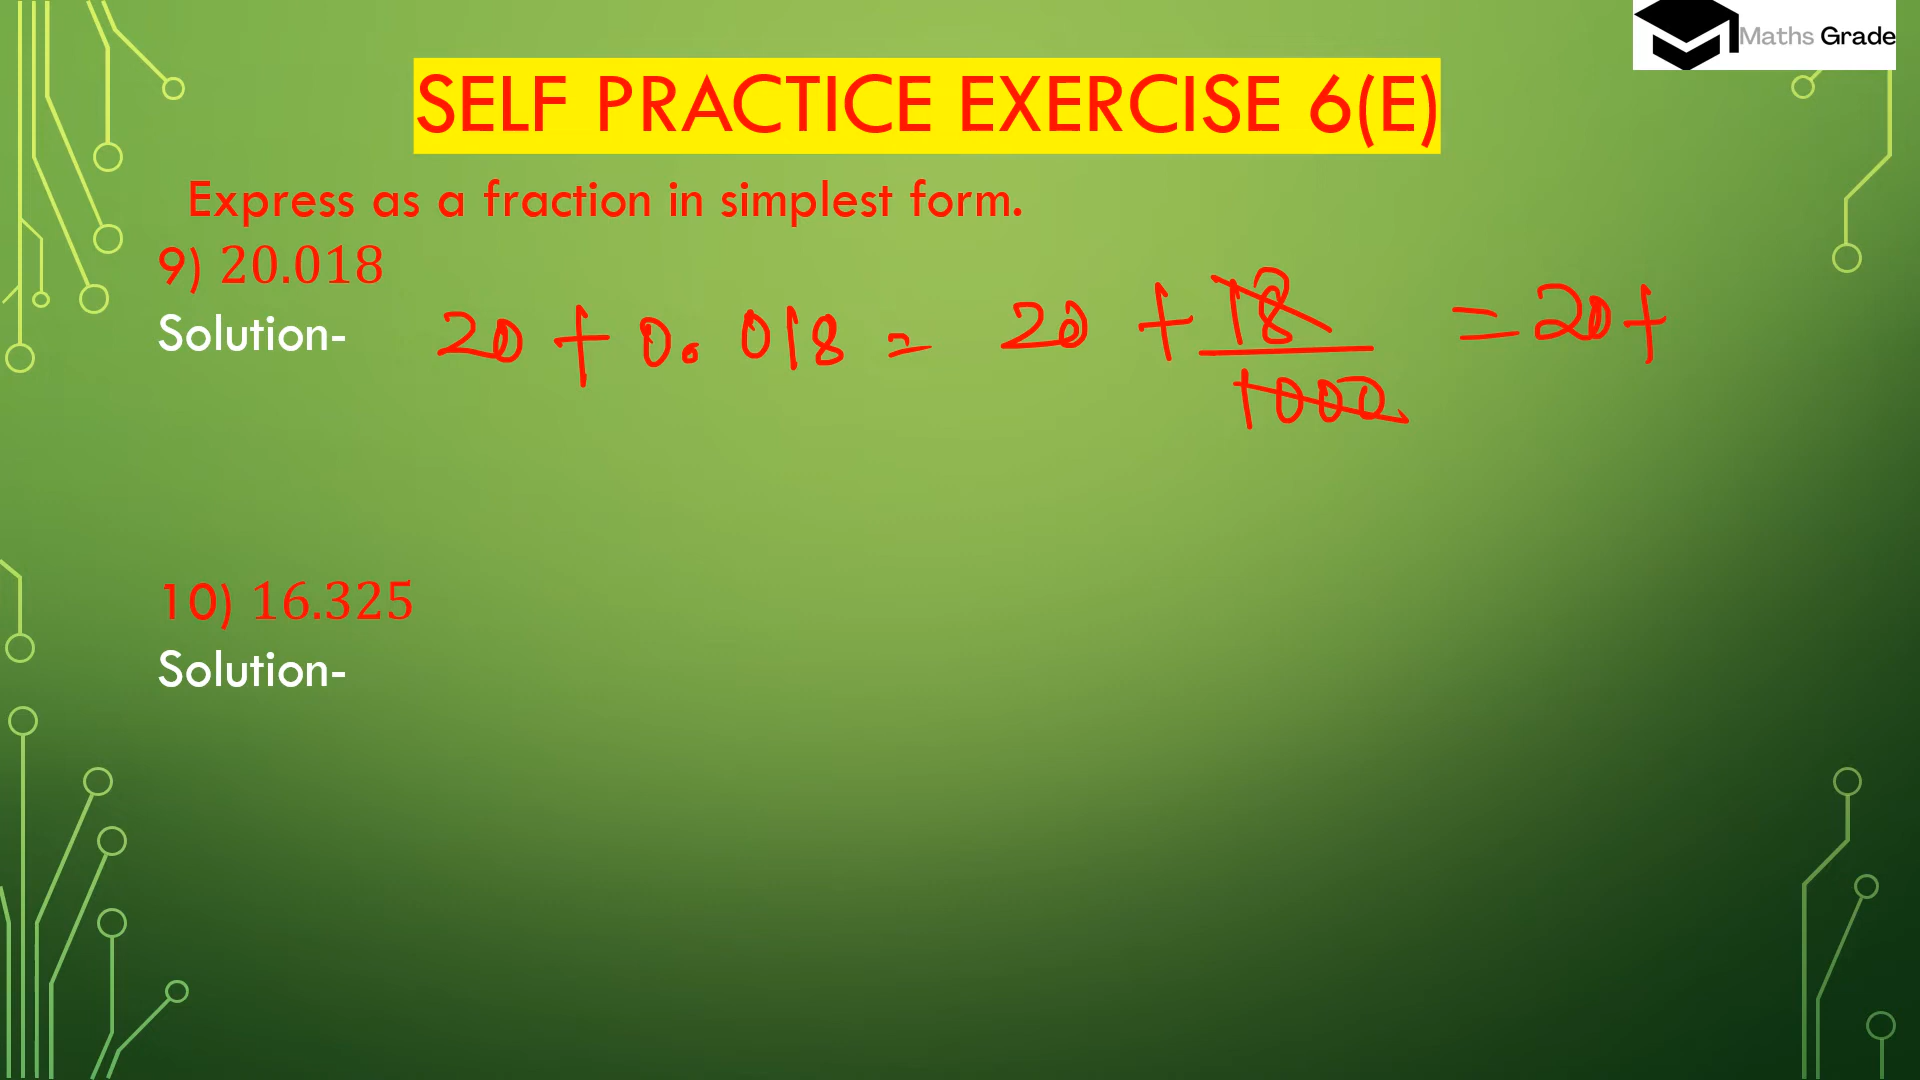 Maths Grade
SELF PRACTICE EXERCISE 6(E)
Express as a fraction in simplest form.
9) 20.018
Solution-
20 + 0.018 = 20 + 18/1000 = 20 +
10) 16.325
Solution-